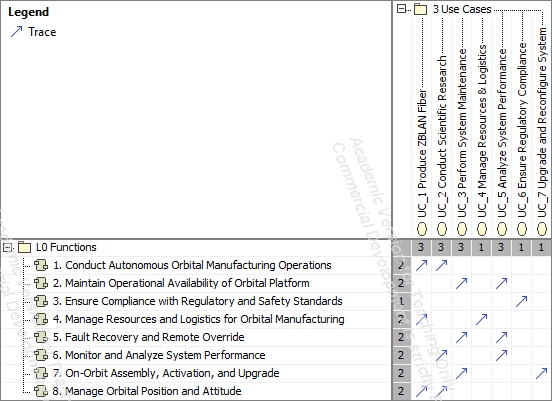 Legend
Trace
3 Use Cases
UC_1 Produce ZBLAN Fiber
UC_2 Conduct Scientific Research
UC_3 Perform System Maintenance
UC_4 Manage Resources & Logistics
UC_5 Analyze System Performance
UC_6 Ensure Regulatory Compliance
UC_7 Upgrade and Reconfigure System
L0 Functions 3 3 3 1 3 1 1
1. Conduct Autonomous Orbital Manufacturing Operations 2
2. Maintain Operational Availability of Orbital Platform 2
3. Ensure Compliance with Regulatory and Safety Standards 1
4. Manage Resources and Logistics for Orbital Manufacturing 2
5. Fault Recovery and Remote Override 2
6. Monitor and Analyze System Performance 2
7. On-Orbit Assembly, Activation, and Upgrade 2
8. Manage Orbital Position and Attitude 2
Academic Version Teaching Only
Commercial Development